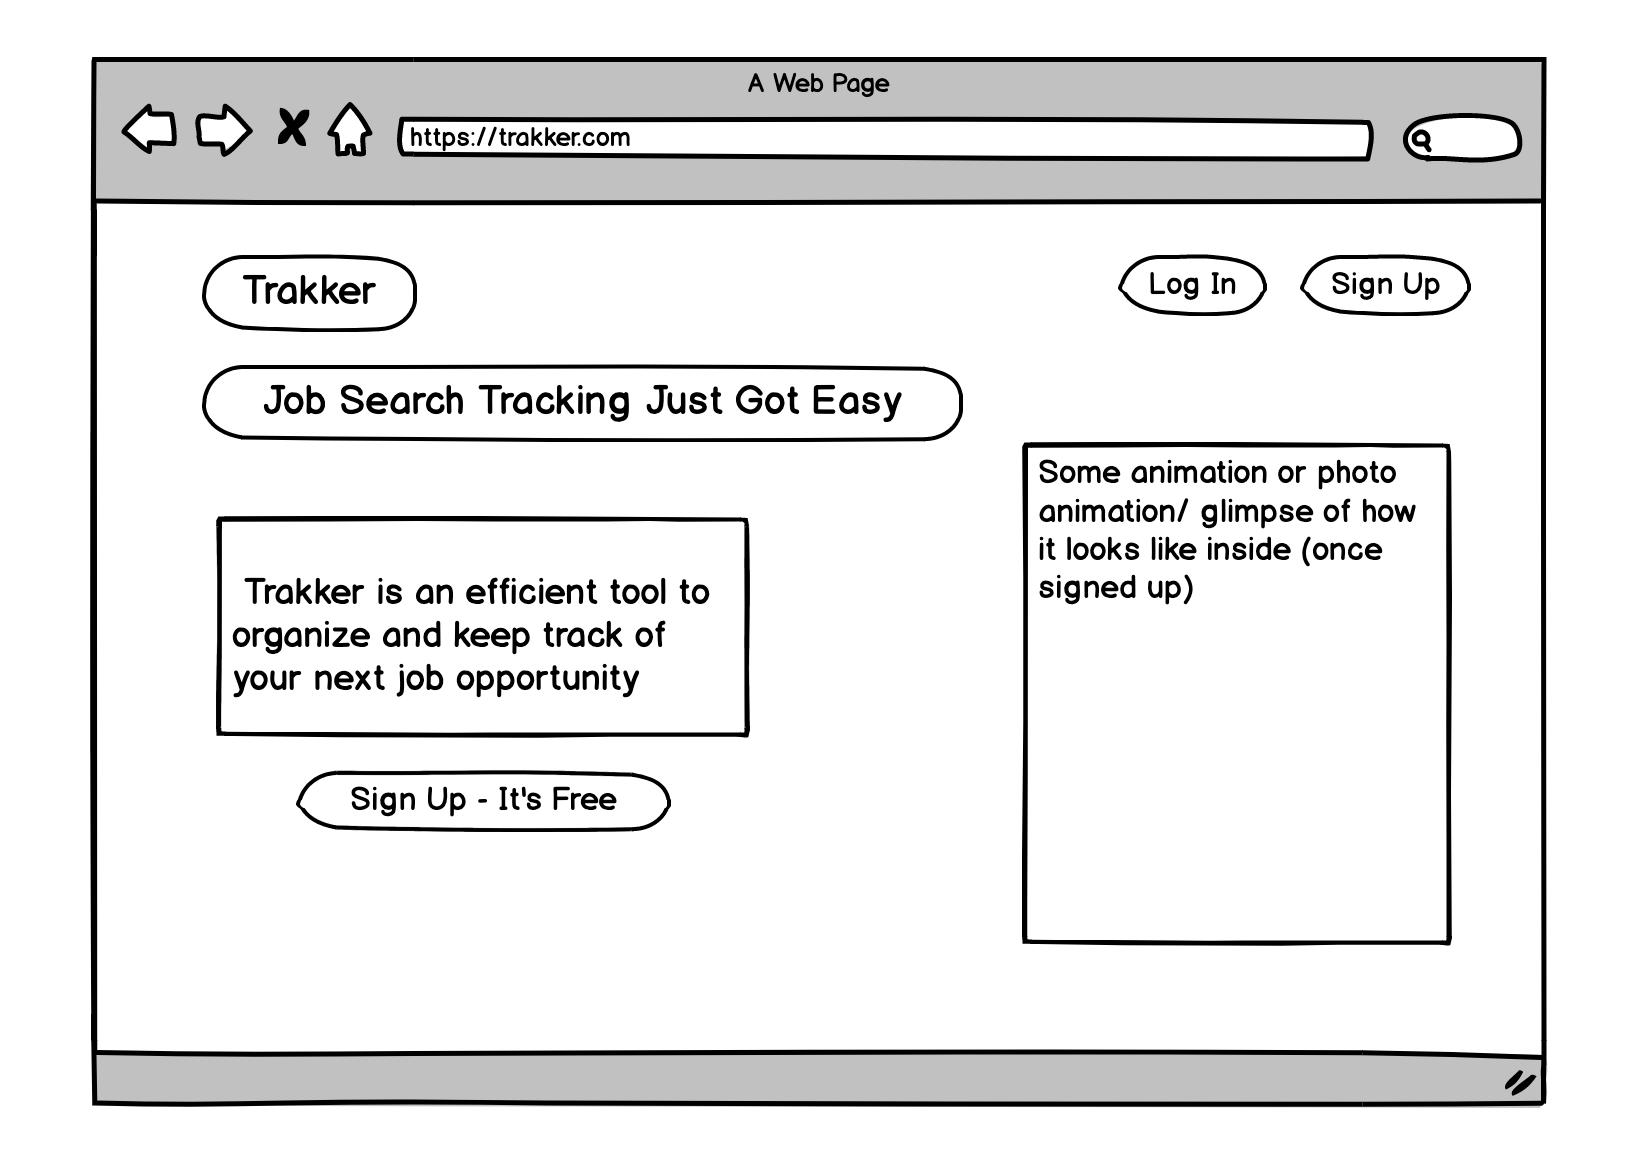 A Web Page
https://trakker.com
Trakker
Log In
Sign Up
Job Search Tracking Just Got Easy
Some animation or photo
animation/ glimpse of how
it looks like inside (once
signed up)
Trakker is an efficient tool to
organize and keep track of
your next job opportunity
Sign Up - It's Free